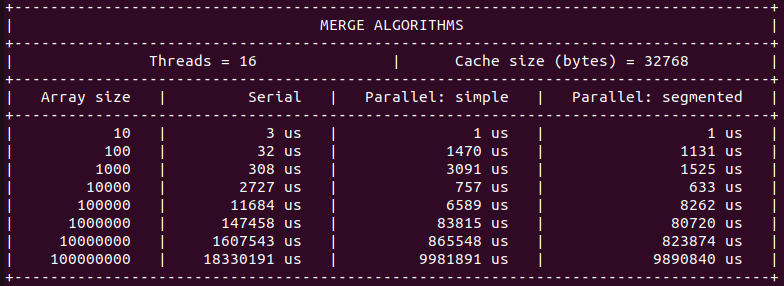 MERGE ALGORITHMS
Threads = 16 | Cache size (bytes) = 32768
Array size | Serial | Parallel: simple | Parallel: segmented
10 | 3 us | 1 us | 1 us
100 | 32 us | 1470 us | 1131 us
1000 | 308 us | 3091 us | 1525 us
10000 | 2727 us | 757 us | 633 us
100000 | 11684 us | 6589 us | 8262 us
1000000 | 147458 us | 83815 us | 80720 us
10000000 | 1607543 us | 865548 us | 823874 us
100000000 | 18330191 us | 9981891 us | 9890840 us